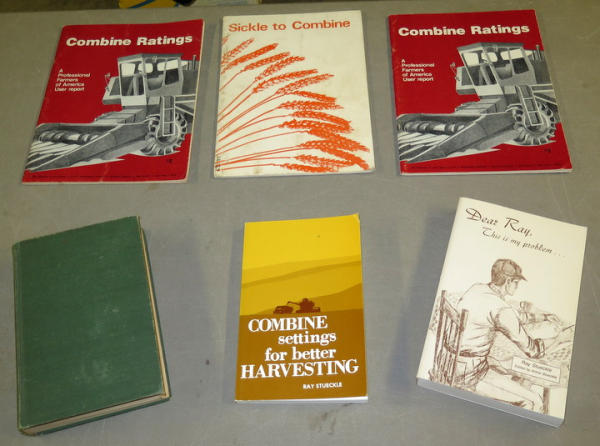 Combine Ratings
A
Professional
Farmers
of America
User report
Sickle to Combine
Combine Ratings
A
Professional
Farmers
of America
User report
COMBINE
settings
for better
HARVESTING
RAY STUECKLE
Dear Ray,
This is my problem...
Ray Stueckle